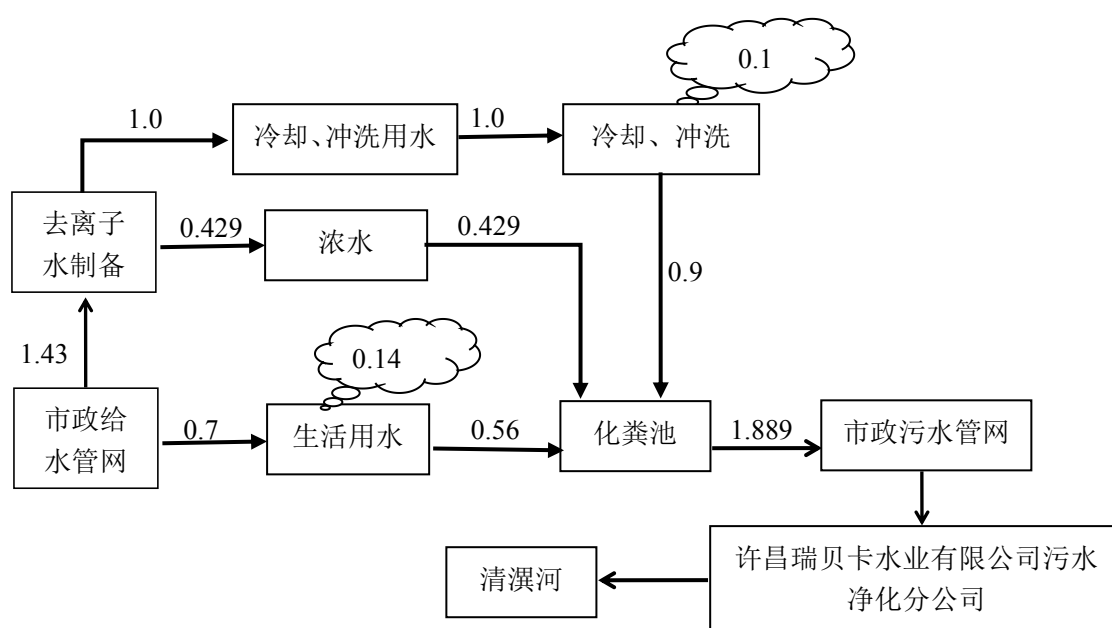 0.1
1.0
冷却、冲洗用水
1.0
冷却、冲洗
去离子
水制备
0.429
浓水
0.429
0.9
1.43
0.14
市政给
水管网
0.7
生活用水
0.56
化粪池
1.889
市政污水管网
清潩河
许昌瑞贝卡水业有限公司污水
净化分公司